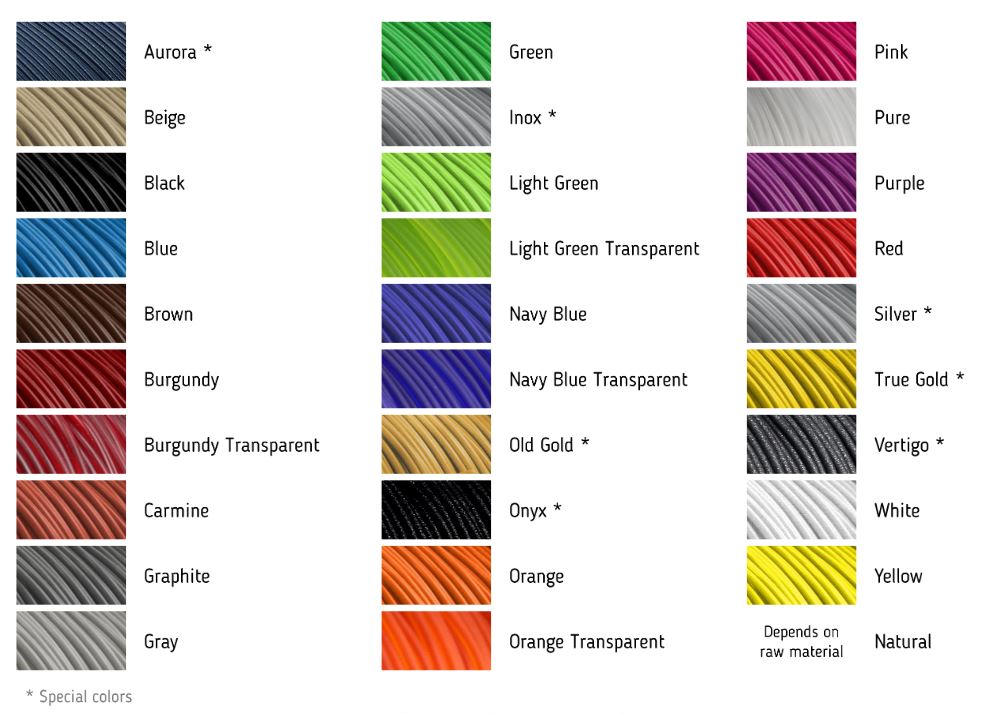 Aurora *
Beige
Black
Blue
Brown
Burgundy
Burgundy Transparent
Carmine
Graphite
Gray
Green
Inox *
Light Green
Light Green Transparent
Navy Blue
Navy Blue Transparent
Old Gold *
Onyx *
Orange
Orange Transparent
Pink
Pure
Purple
Red
Silver *
True Gold *
Vertigo *
White
Yellow
Depends on
raw material
Natural
* Special colors